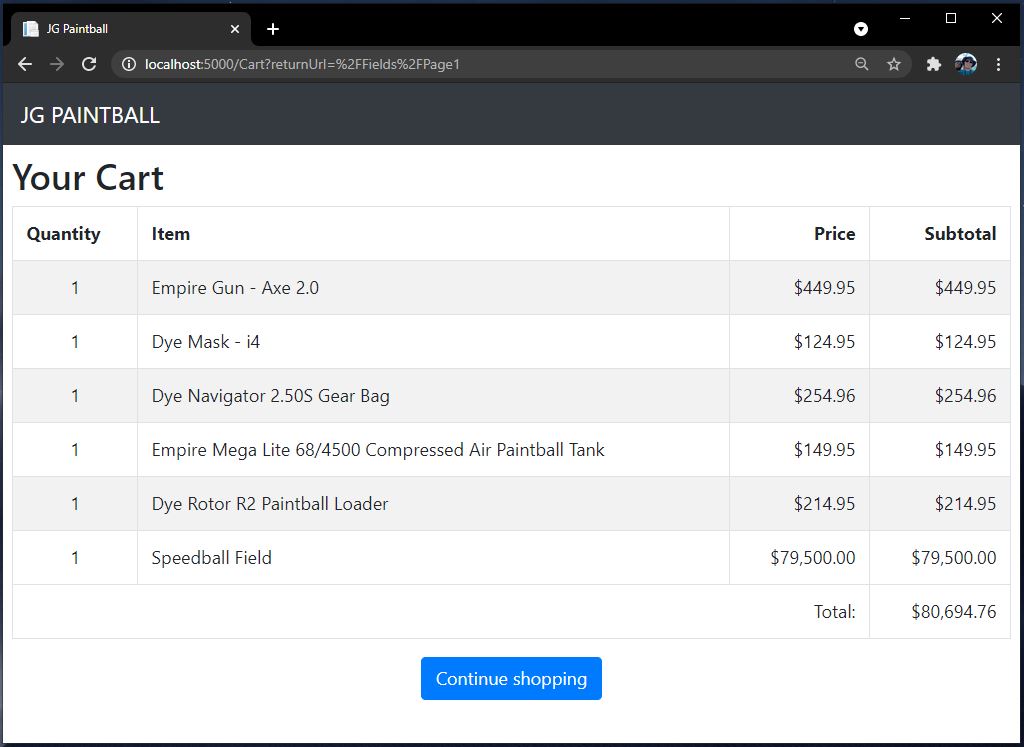 JG Paintball
localhost:5000/Cart?returnUrl=%2FFields%2FPage1
JG PAINTBALL
Your Cart
Quantity Item Price Subtotal
1 Empire Gun - Axe 2.0 $449.95 $449.95
1 Dye Mask - i4 $124.95 $124.95
1 Dye Navigator 2.50S Gear Bag $254.96 $254.96
1 Empire Mega Lite 68/4500 Compressed Air Paintball Tank $149.95 $149.95
1 Dye Rotor R2 Paintball Loader $214.95 $214.95
1 Speedball Field $79,500.00 $79,500.00
Total: $80,694.76
Continue shopping